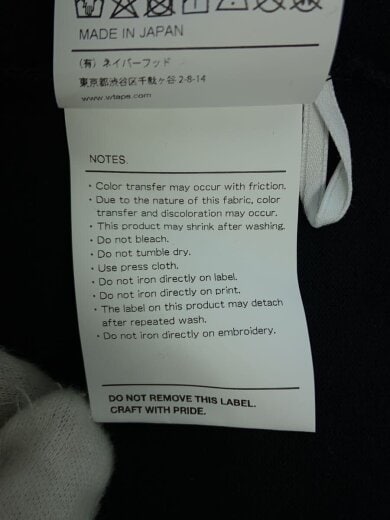 MADE IN JAPAN
(有) ネイバーフッド
東京都渋谷区千駄ヶ谷 2-8-14
www.wtaps.com
NOTES.
・Color transfer may occur with friction.
・Due to the nature of this fabric, color
transfer and discoloration may occur.
・This product may shrink after washing.
・Do not bleach.
・Do not tumble dry.
・Use press cloth.
・Do not iron directly on label.
・Do not iron directly on print.
・The label on this product may detach
after repeated wash.
・Do not iron directly on embroidery.
DO NOT REMOVE THIS LABEL.
CRAFT WITH PRIDE.